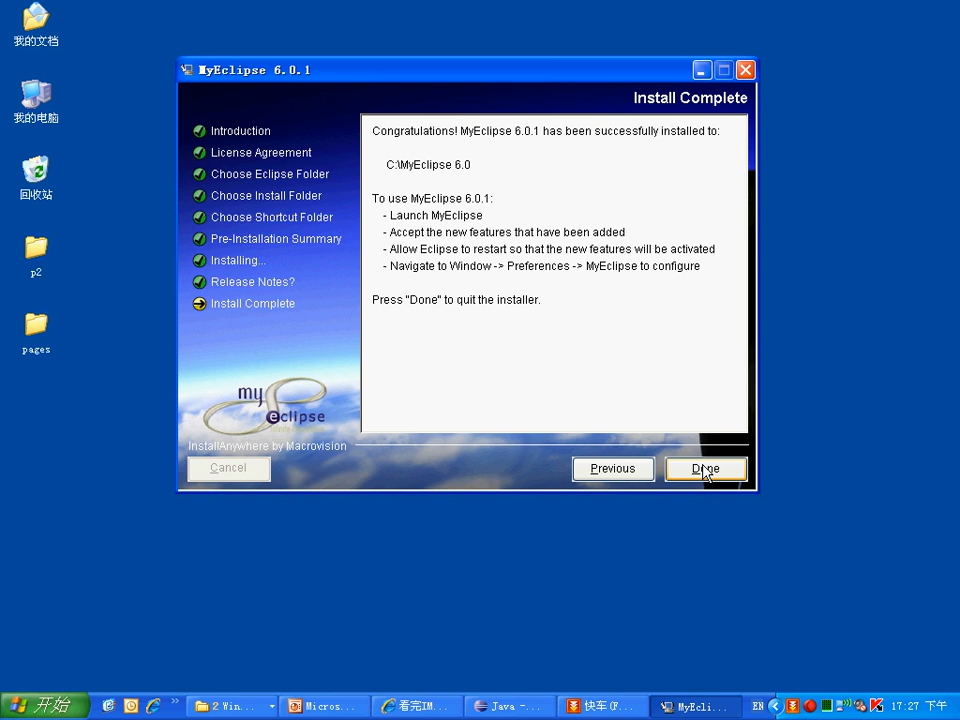 我的文档
我的电脑
回收站
p2
pages
MyEclipse 6.0.1
Install Complete
Introduction
License Agreement
Choose Eclipse Folder
Choose Install Folder
Choose Shortcut Folder
Pre-Installation Summary
Installing...
Release Notes?
Install Complete
my
eclipse
Congratulations! MyEclipse 6.0.1 has been successfully installed to:
C:\MyEclipse 6.0
To use MyEclipse 6.0.1:
- Launch MyEclipse
- Accept the new features that have been added
- Allow Eclipse to restart so that the new features will be activated
- Navigate to Window -> Preferences -> MyEclipse to configure
Press "Done" to quit the installer.
InstallAnywhere by Macrovision
Cancel
Previous
Done
开始
2 Win...
Micros...
看完IM...
Java -...
快车(F...
MyEcli...
EN
17:27 下午